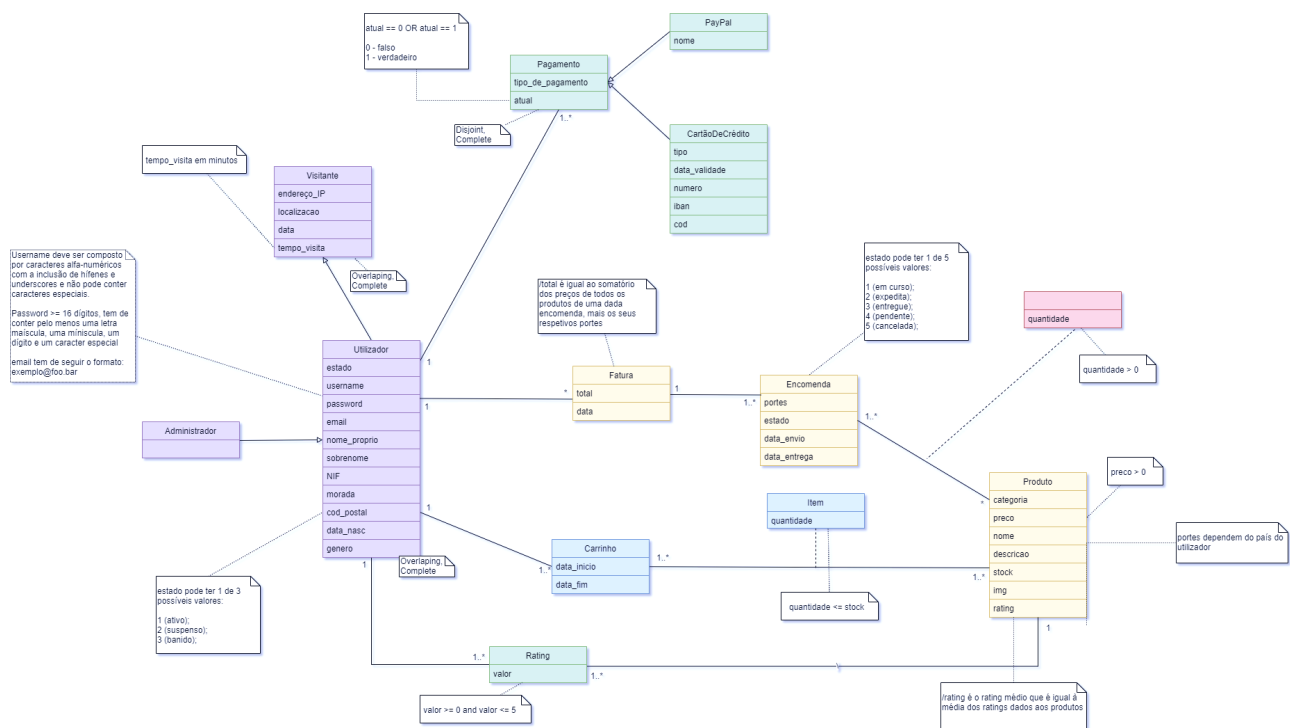 atual == 0 OR atual == 1
0 - falso
1 - verdadeiro
PayPal
nome
Pagamento
tipo_de_pagamento
atual
1..*
Disjoint,
Complete
CartãoDeCrédito
tipo
data_validade
numero
iban
cod
tempo_visita em minutos
Visitante
endereço_IP
localizacao
data
tempo_visita
Overlaping,
Complete
Username deve ser composto
por caracteres alfa-numéricos
com a inclusão de hífenes e
underscores e não pode conter
caracteres especiais.
Password >= 16 dígitos, tem de
conter pelo menos uma letra
maíscula, uma míniscula, um
dígito e um caracter especial
email tem de seguir o formato:
exemplo@foo.bar
/total é igual ao somatório
dos preços de todos os
produtos de uma dada
encomenda, mais os seus
respetivos portes
estado pode ter 1 de 5
possíveis valores:
1 (em curso);
2 (expedita);
3 (entregue);
4 (pendente);
5 (cancelada);
quantidade
quantidade > 0
Utilizador
estado
username
password
email
nome_proprio
sobrenome
NIF
morada
cod_postal
data_nasc
genero
1
1
1
1
Overlaping,
Complete
Administrador
Fatura
total
data
*
1
Encomenda
portes
estado
data_envio
data_entrega
1..*
1..*
Produto
categoria
preco
nome
descricao
stock
img
rating
*
1..*
1
preco > 0
portes dependem do país do
utilizador
Item
quantidade
quantidade <= stock
Carrinho
data_inicio
data_fim
1..*
1..*
estado pode ter 1 de 3
possíveis valores:
1 (ativo);
2 (suspenso);
3 (banido);
Rating
valor
1..*
1..*
valor >= 0 and valor <= 5
/rating é o rating médio que é igual á
média dos ratings dados aos produtos